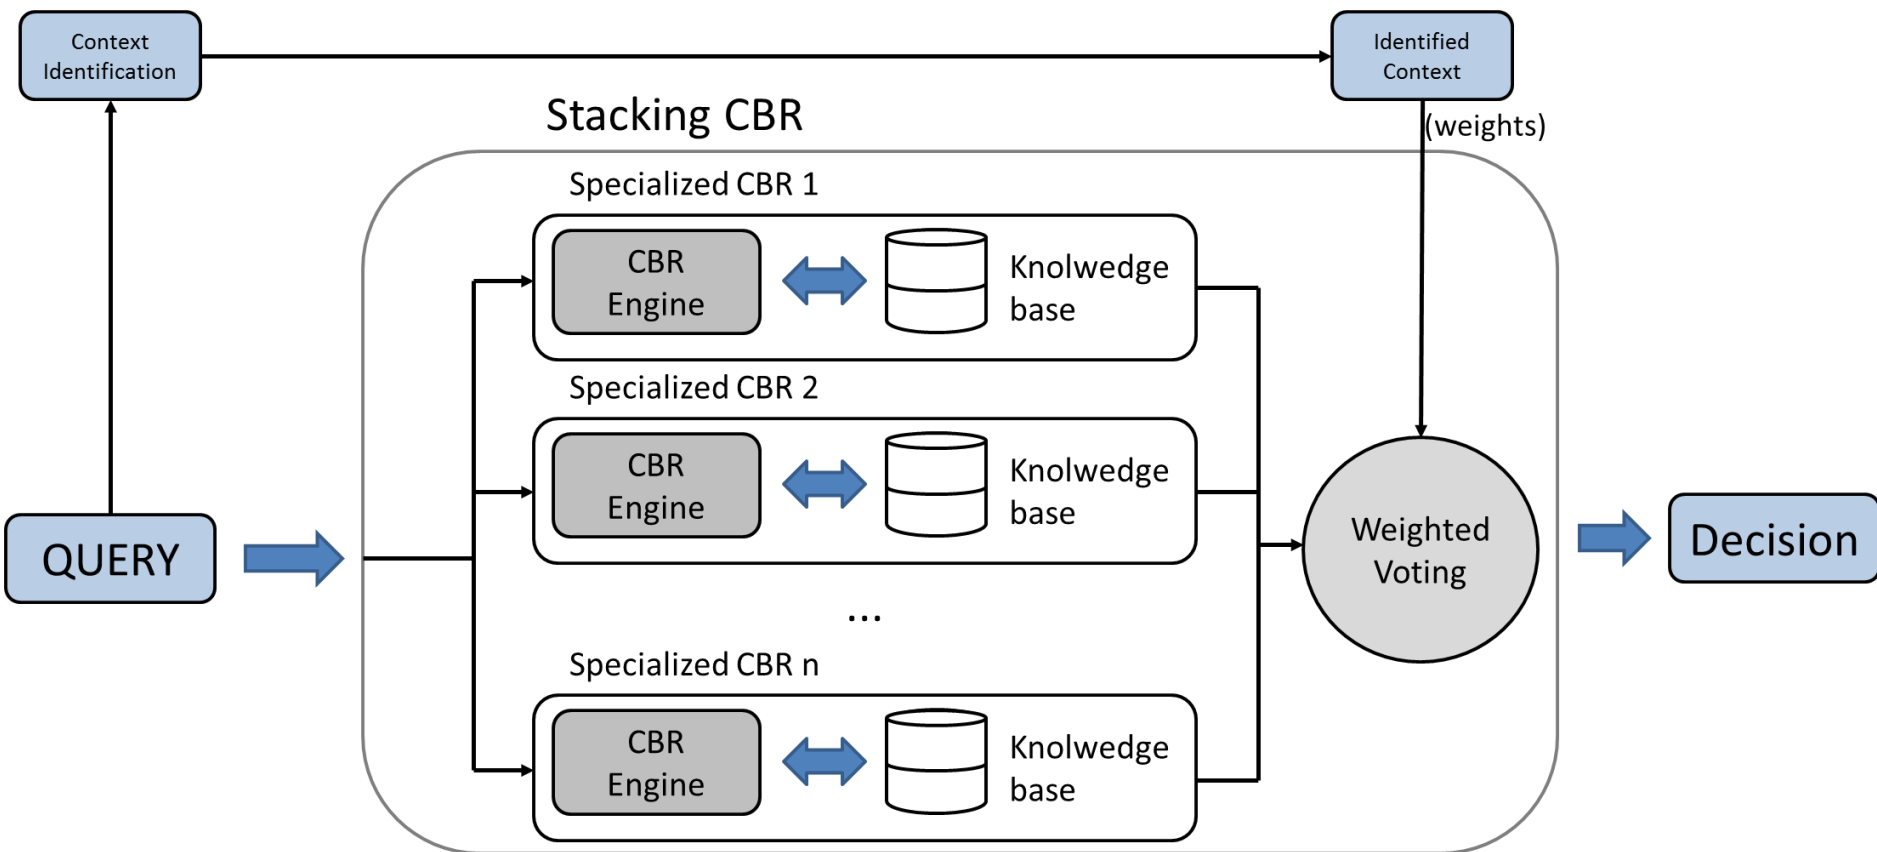 Context
Identification
Identified
Context
Stacking CBR
(weights)
Specialized CBR 1
CBR
Engine
Knolwedge
base
Specialized CBR 2
CBR
Engine
Knolwedge
base
QUERY
Weighted
Voting
Decision
...
Specialized CBR n
CBR
Engine
Knolwedge
base